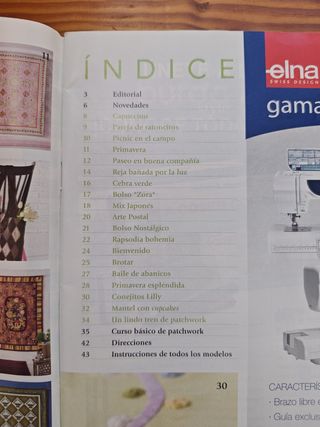 11
ÍNDICE
3 Editorial
6 Novedades
8 Capuccino
9 Pareja de ratoncitos
10 Picnic en el campo
11 Primavera
12 Paseo en buena compañía
14 Reja bañada por la luz
16 Cebra verde
17 Bolso "Zora"
18 Mix Japonés
20 Arte Postal
21 Bolso Nostálgico
22 Rapsodia bohemia
24 Bienvenido
25 Brotar
27 Baile de abanicos
28 Primavera espléndida
30 Conejitos Lilly
32 Mantel con cupcakes
34 Un lindo tren de patchwork
35 Curso básico de patchwork
42 Direcciones
43 Instrucciones de todos los modelos
30
elna
SWISS DESIGN
gama
CARACTERÍS
· Brazo libre
· Guía exclus